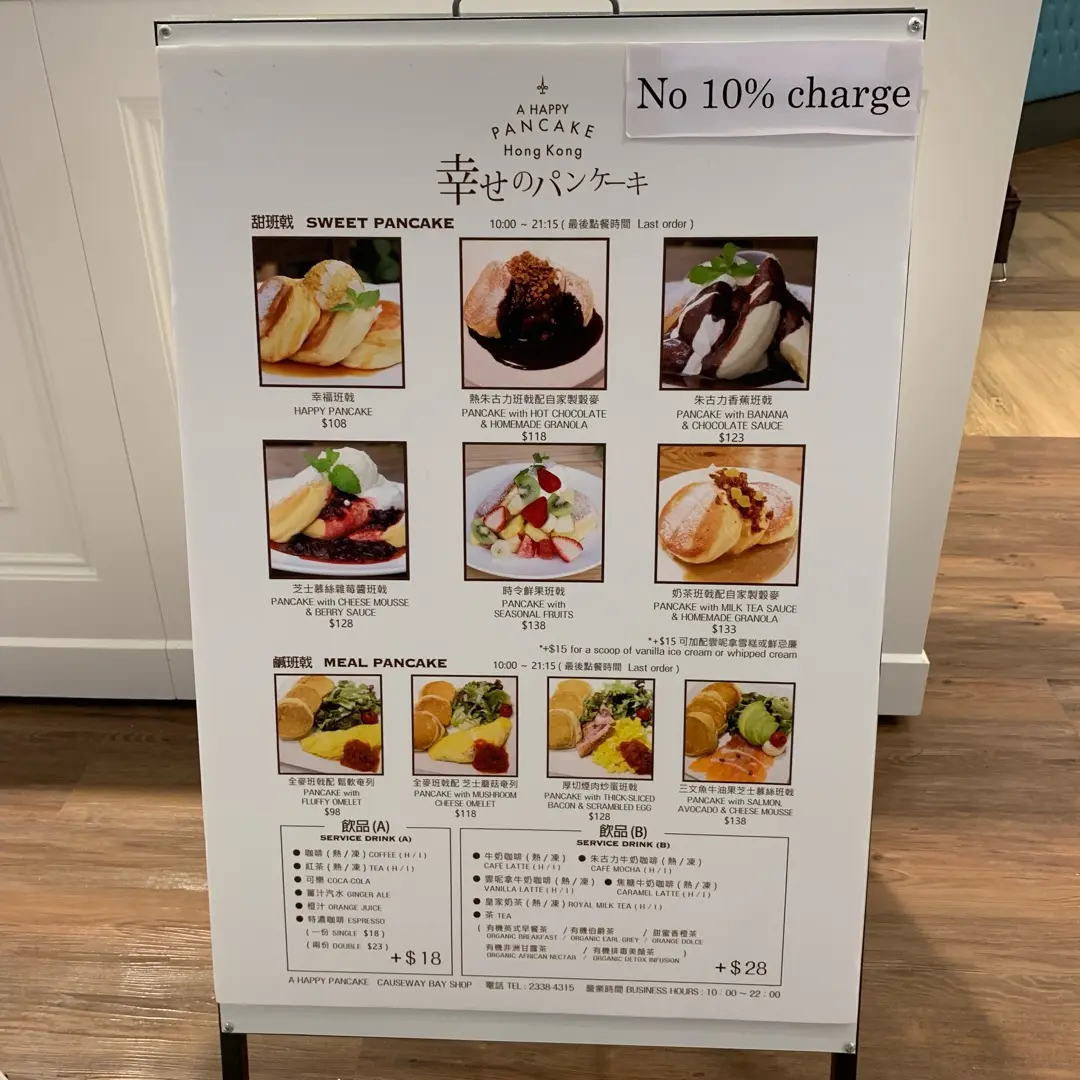 No 10% charge
A HAPPY
PANCAKE
Hong Kong
幸せのパンケーキ
甜班戟 SWEET PANCAKE 10:00 ~ 21:15 ( 最後點餐時間 Last order )
幸福班戟
HAPPY PANCAKE
$108
熱朱古力班戟配自家製穀麥
PANCAKE with HOT CHOCOLATE
& HOMEMADE GRANOLA
$118
朱古力香蕉班戟
PANCAKE with BANANA
& CHOCOLATE SAUCE
$123
芝士慕絲雜莓醬班戟
PANCAKE with CHEESE MOUSSE
& BERRY SAUCE
$128
時令鮮果班戟
PANCAKE with
SEASONAL FRUITS
$138
奶茶班戟配自家製穀麥
PANCAKE with MILK TEA SAUCE
& HOMEMADE GRANOLA
$133
*+$15 可加配雲呢拿雪糕或鮮忌廉
*+$15 for a scoop of vanilla ice cream or whipped cream
鹹班戟 MEAL PANCAKE 10:00 ~ 21:15 ( 最後點餐時間 Last order )
全麥班戟配 鬆軟奄列
PANCAKE with
FLUFFY OMELET
$98
全麥班戟配 芝士蘑菇奄列
PANCAKE with MUSHROOM
CHEESE OMELET
$118
厚切煙肉炒蛋班戟
PANCAKE with THICK-SLICED
BACON & SCRAMBLED EGG
$128
三文魚牛油果芝士慕絲班戟
PANCAKE with SALMON,
AVOCADO & CHEESE MOUSSE
$138
飲品 (A)
SERVICE DRINK (A)
● 咖啡 ( 熱 / 凍 ) COFFEE ( H / I )
● 紅茶 ( 熱 / 凍 ) TEA ( H / I )
● 可樂 COCA-COLA
● 薑汁汽水 GINGER ALE
● 橙汁 ORANGE JUICE
● 特濃咖啡 ESPRESSO
( 一份 SINGLE $18 )
( 兩份 DOUBLE $23 )
+$18
飲品 (B)
SERVICE DRINK (B)
● 牛奶咖啡 ( 熱 / 凍 ) ● 朱古力牛奶咖啡 ( 熱 / 凍 )
CAFÉ LATTE ( H / I ) CAFÉ MOCHA ( H / I )
● 雲呢拿牛奶咖啡 ( 熱 / 凍 ) ● 焦糖牛奶咖啡 ( 熱 / 凍 )
VANILLA LATTE ( H / I ) CARAMEL LATTE ( H / I )
● 皇家奶茶 ( 熱 / 凍 ) ROYAL MILK TEA ( H / I )
● 茶 TEA
( 有機英式早餐茶 / 有機伯爵茶 / 甜蜜香橙茶
ORGANIC BREAKFAST / ORGANIC EARL GREY / ORANGE DOLCE
有機非洲甘露茶 / 有機排毒美顏茶 )
ORGANIC AFRICAN NECTAR / ORGANIC DETOX INFUSION
+$28
A HAPPY PANCAKE CAUSEWAY BAY SHOP 電話 TEL : 2338-4315 營業時間 BUSINESS HOURS : 10 : 00 ~ 22 : 00